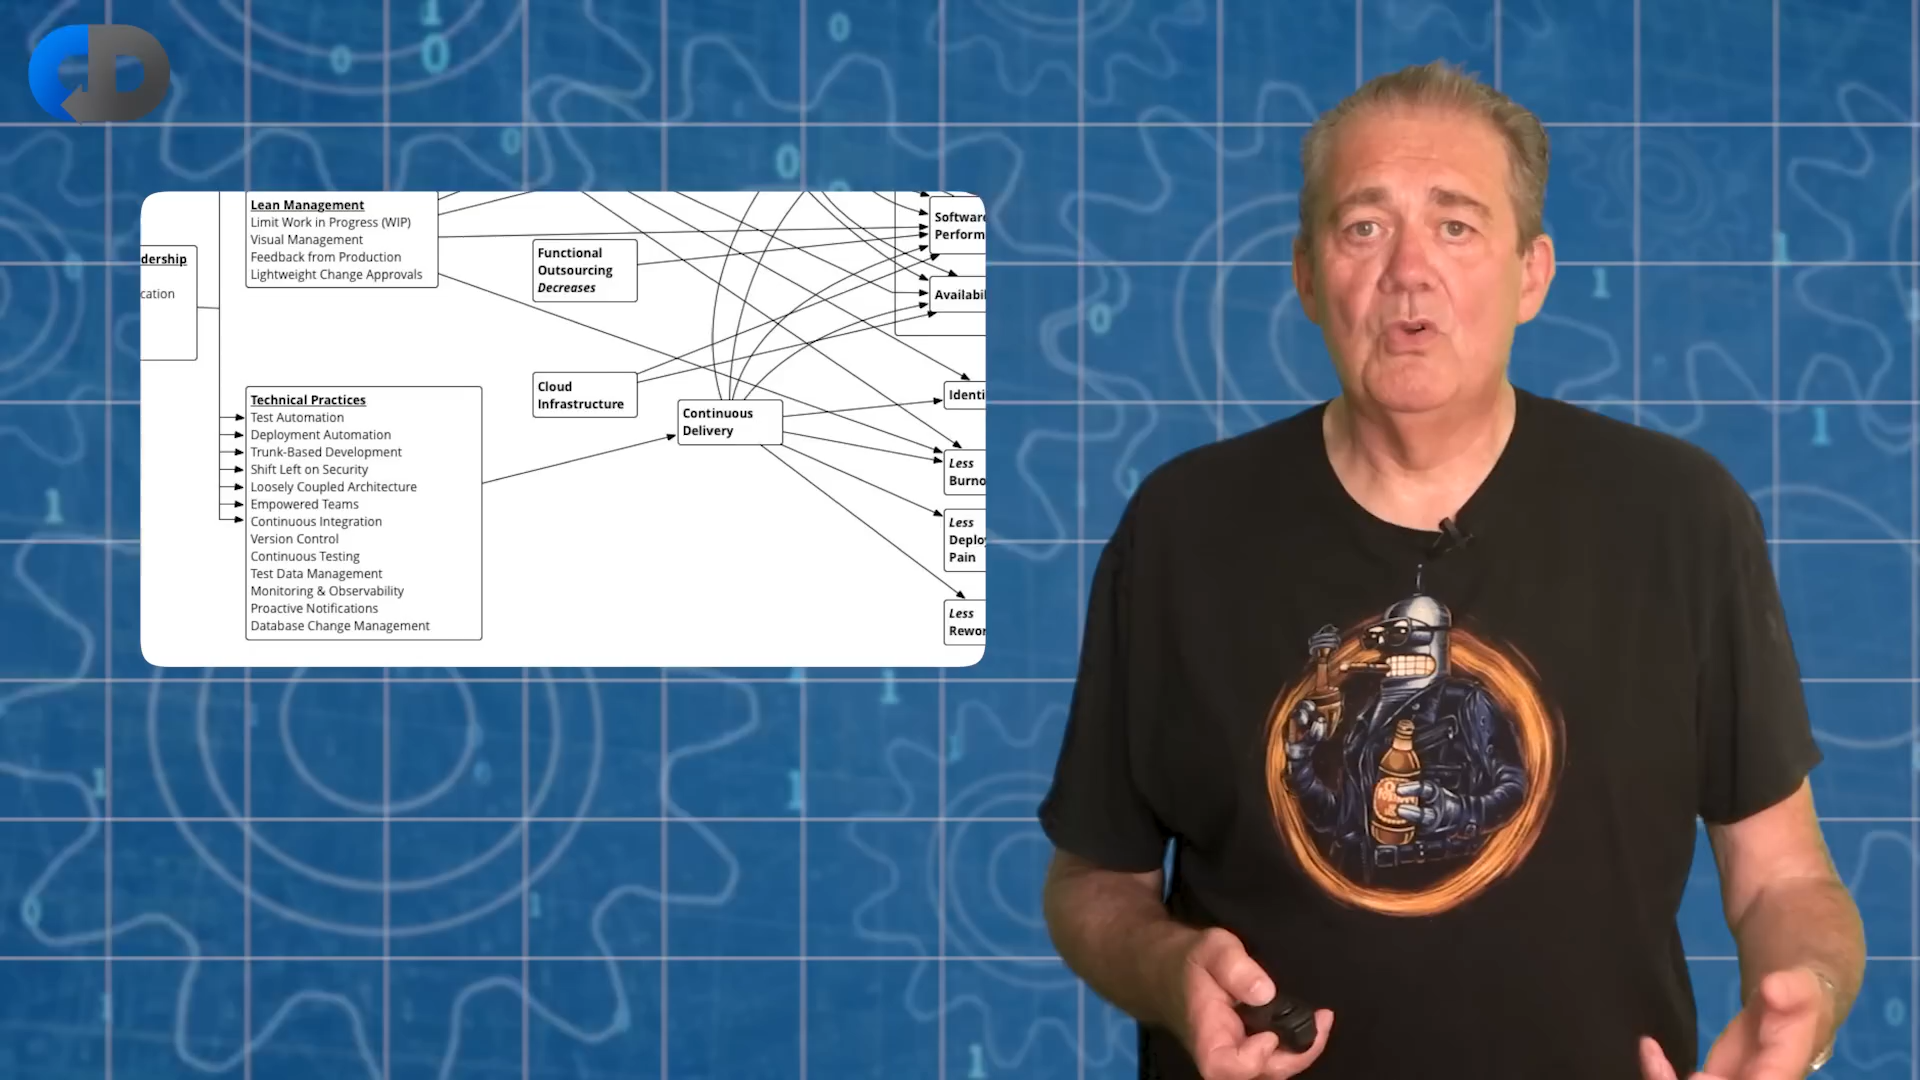 Lean Management
Limit Work in Progress (WIP)
Visual Management
Feedback from Production
Lightweight Change Approvals
dership
cation
Functional
Outsourcing
Decreases
Software
Perform
Availabi
Cloud
Infrastructure
Continuous
Delivery
Identi
Less
Burno
Less
Deplo
Pain
Less
Rewor
Technical Practices
Test Automation
Deployment Automation
Trunk-Based Development
Shift Left on Security
Loosely Coupled Architecture
Empowered Teams
Continuous Integration
Version Control
Continuous Testing
Test Data Management
Monitoring & Observability
Proactive Notifications
Database Change Management